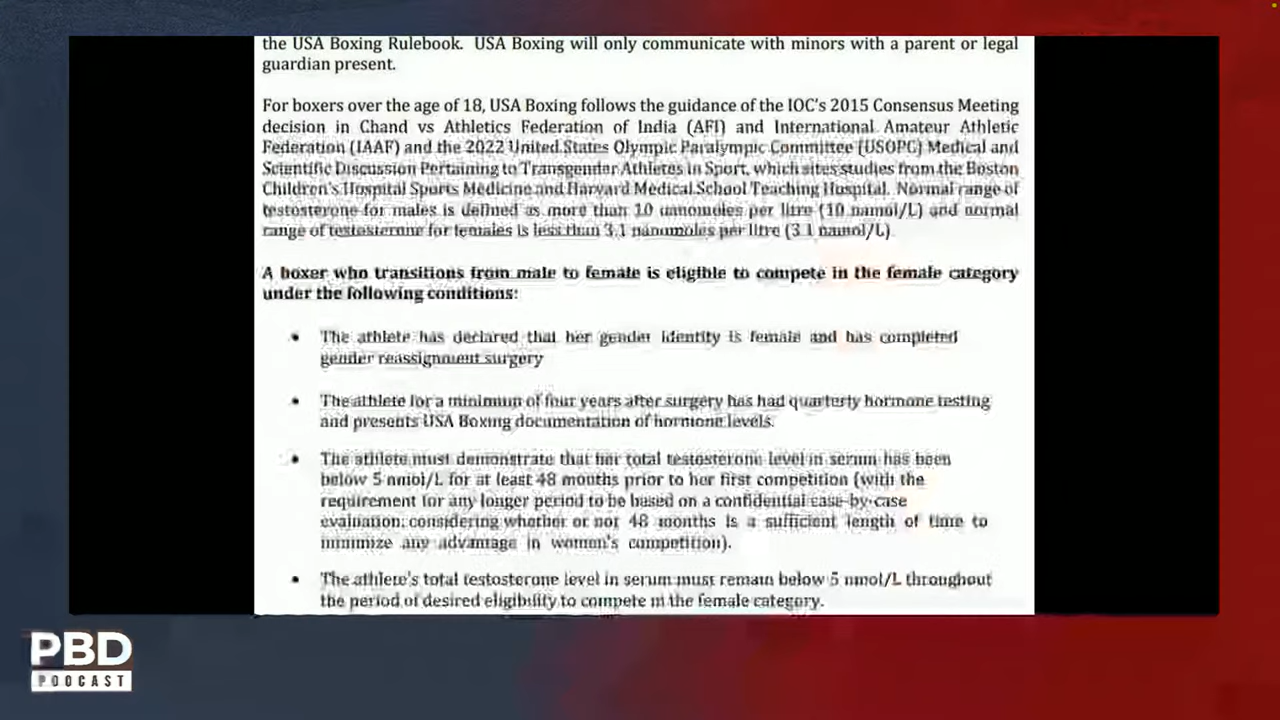 the USA Boxing Rulebook. USA Boxing will only communicate with minors with a parent or legal
guardian present.
For boxers over the age of 18, USA Boxing follows the guidance of the IOC's 2015 Consensus Meeting
decision in Chand vs Athletics Federation of India (AFI) and International Amateur Athletic
Federation (IAAF) and the 2022 United States Olympic Paralympic Committee (USOPC) Medical and
Scientific Discussion Pertaining to Transgender Athletes in Sport, which sites studies from the Boston
Children's Hospital Sports Medicine and Harvard Medical School Teaching Hospital. Normal range of
testosterone for males is defined as more than 10 nanomoles per litre (10 namol/L) and normal
range of testosterone for females is less than 3.1 nanomoles per litre (3.1 namol/L)
A boxer who transitions from male to female is eligible to compete in the female category
under the following conditions:
• The athlete has declared that her gender identity is female and has completed
gender reassignment surgery
• The athlete for a minimum of four years after surgery has had quarterly hormone testing
and presents USA Boxing documentation of hormone levels.
• The athlete must demonstrate that her total testosterone level in serum has been
below 5 nmol/L for at least 48 months prior to her first competition (with the
requirement for any longer period to be based on a confidential case-by-case
evaluation, considering whether or not 48 months is a sufficient length of time to
minimize any advantage in women's competition).
• The athlete's total testosterone level in serum must remain below 5 nmol/L throughout
the period of desired eligibility to compete in the female category.
PBD
PODCAST